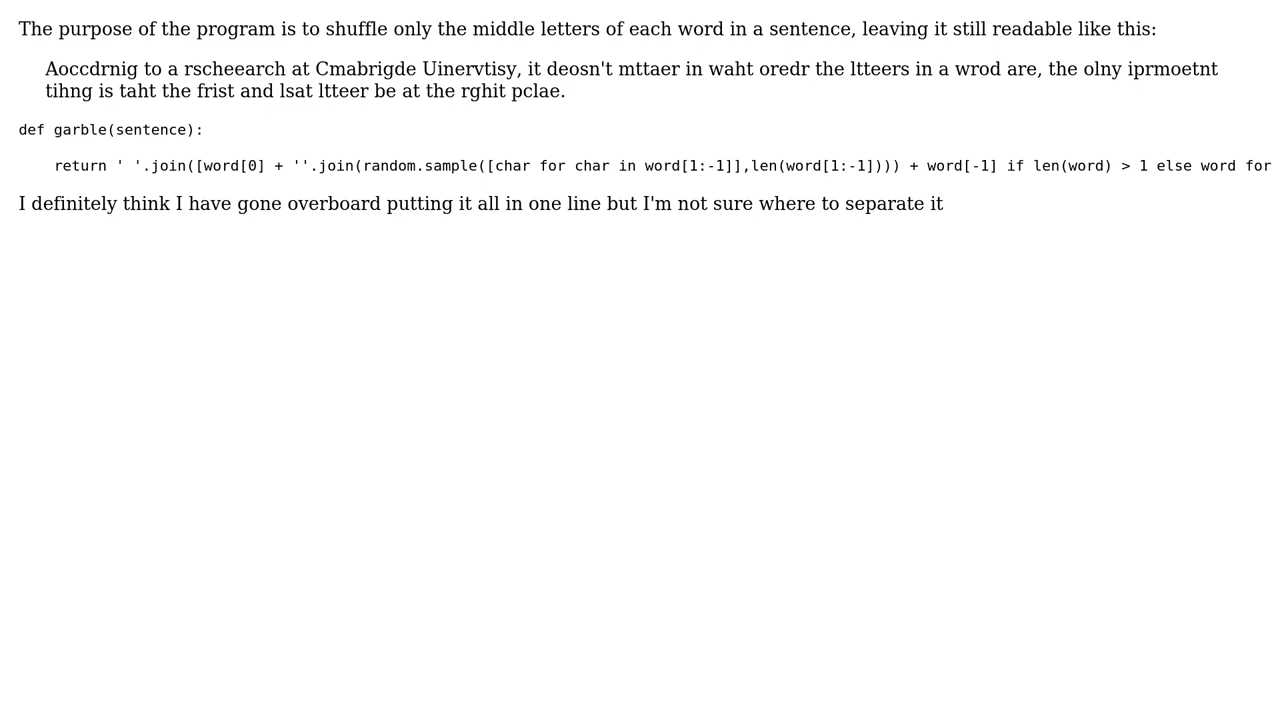 The purpose of the program is to shuffle only the middle letters of each word in a sentence, leaving it still readable like this:
Aoccdrnig to a rscheearch at Cmabrigde Uinervtisy, it deosn't mttaer in waht oredr the ltteers in a wrod are, the olny iprmoetnt
tihng is taht the frist and lsat ltteer be at the rghit pclae.
def garble(sentence):
    return ' '.join([word[0] + ''.join(random.sample([char for char in word[1:-1]],len(word[1:-1]))) + word[-1] if len(word) > 1 else word for
I definitely think I have gone overboard putting it all in one line but I'm not sure where to separate it